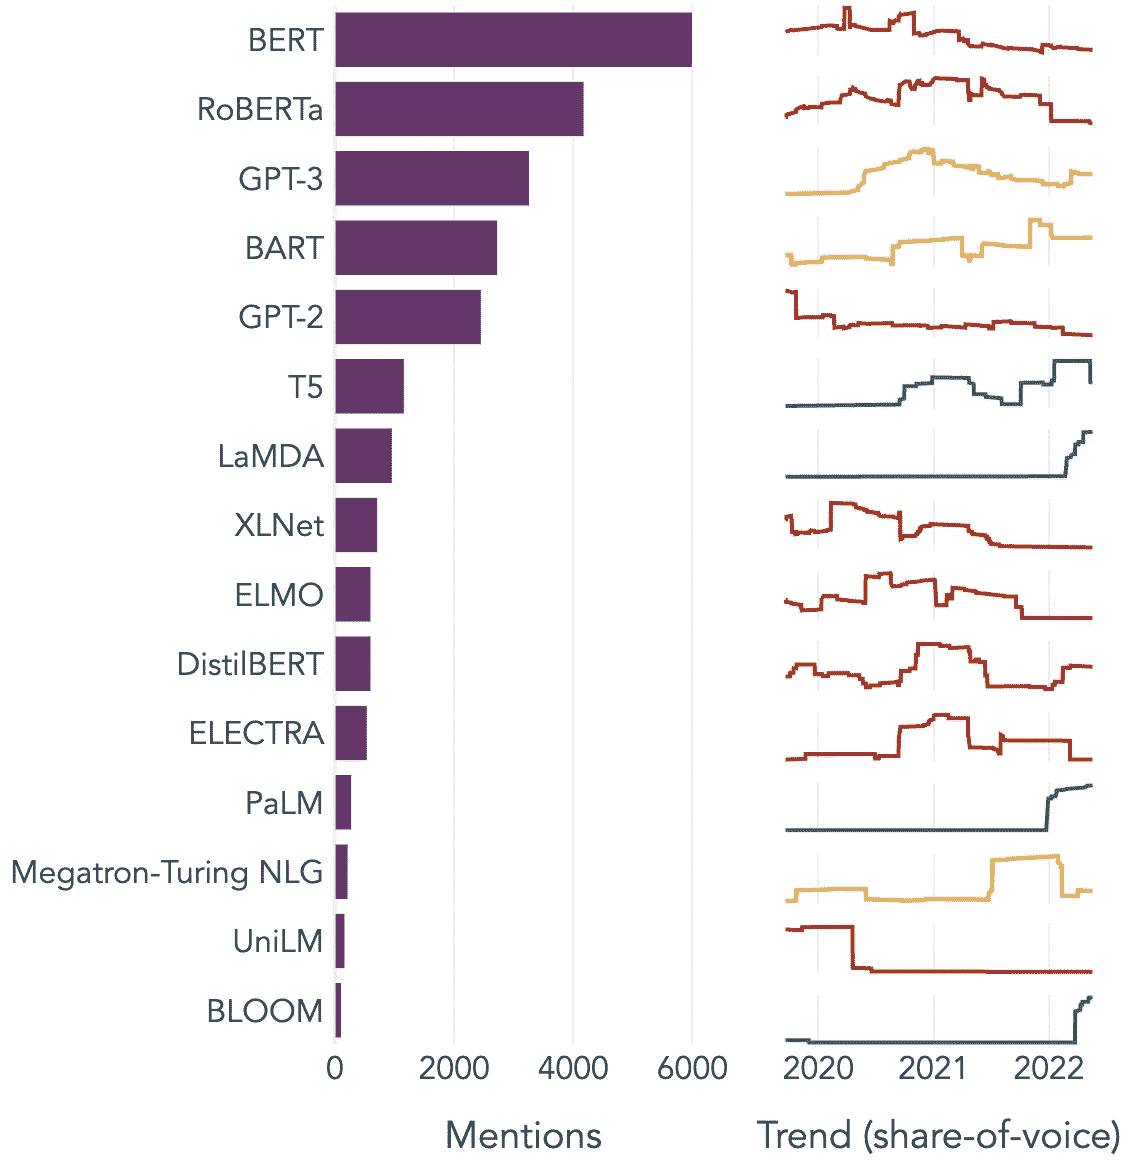 BERT
RoBERTa
GPT-3
BART
GPT-2
T5
LaMDA
XLNet
ELMO
DistilBERT
ELECTRA
PaLM
Megatron-Turing NLG
UniLM
BLOOM
0 2000 4000 6000 2020 2021 2022
Mentions Trend (share-of-voice)